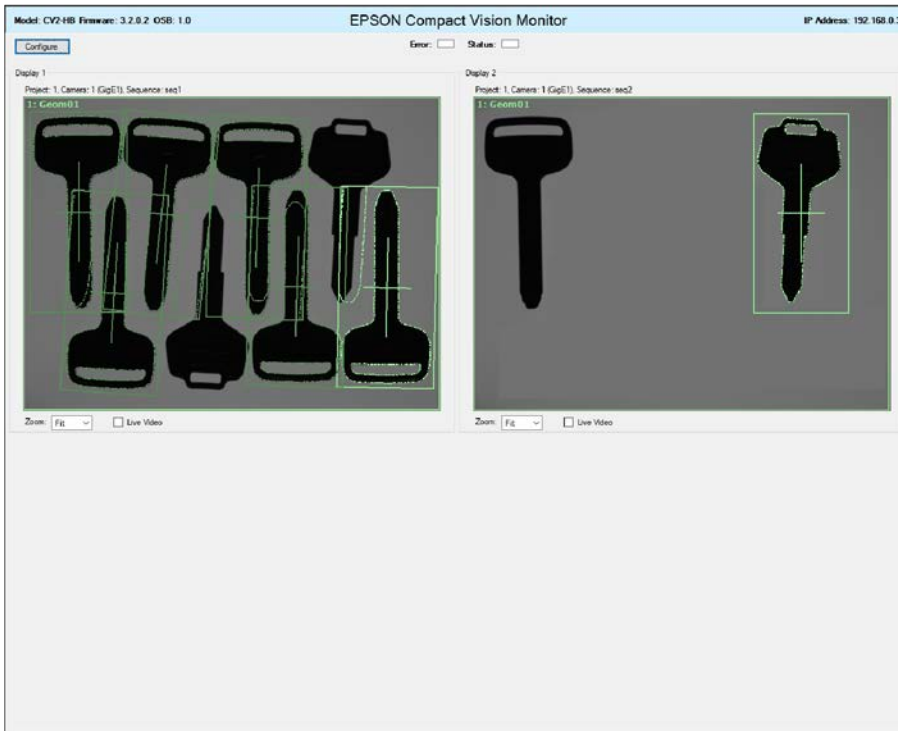 Model: CV2-HB Firmware: 3.2.0.2 OSB: 1.0
EPSON Compact Vision Monitor
IP Address: 192.168.0.
Configure
Error:
Status:
Display 1
Project: 1, Camera: 1 (GigE1), Sequence: seq1
1: Geom01
Zoom: Fit
Live Video
Display 2
Project: 1, Camera: 1 (GigE1), Sequence: seq2
1: Geom01
Zoom: Fit
Live Video